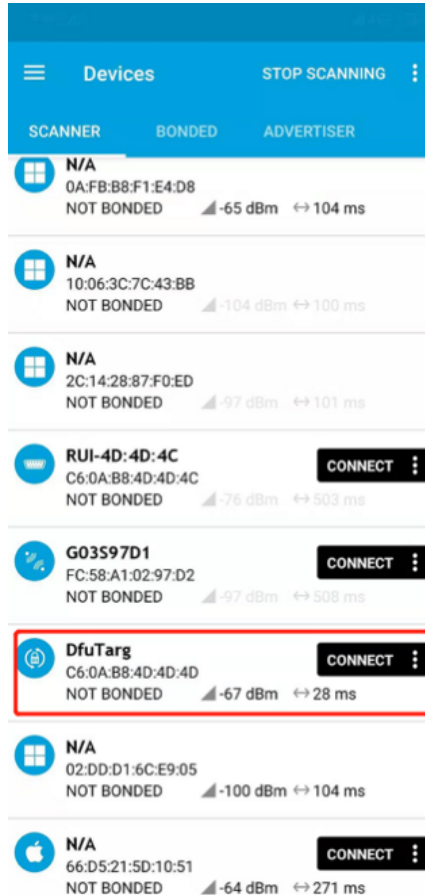 Devices STOP SCANNING
SCANNER BONDED ADVERTISER
N/A
0A:FB:B8:F1:E4:D8
NOT BONDED -65 dBm ↔ 104 ms
N/A
10:06:3C:7C:43:BB
NOT BONDED -104 dBm ↔ 100 ms
N/A
2C:14:28:87:F0:ED
NOT BONDED -97 dBm ↔ 101 ms
RUI-4D:4D:4C
C6:0A:B8:4D:4D:4C CONNECT
NOT BONDED -76 dBm ↔ 503 ms
G03S97D1
FC:58:A1:02:97:D2 CONNECT
NOT BONDED -97 dBm ↔ 508 ms
DfuTarg
C6:0A:B8:4D:4D:4D CONNECT
NOT BONDED -67 dBm ↔ 28 ms
N/A
02:DD:D1:6C:E9:05
NOT BONDED -100 dBm ↔ 104 ms
N/A
66:D5:21:5D:10:51 CONNECT
NOT BONDED -64 dBm ↔ 271 ms